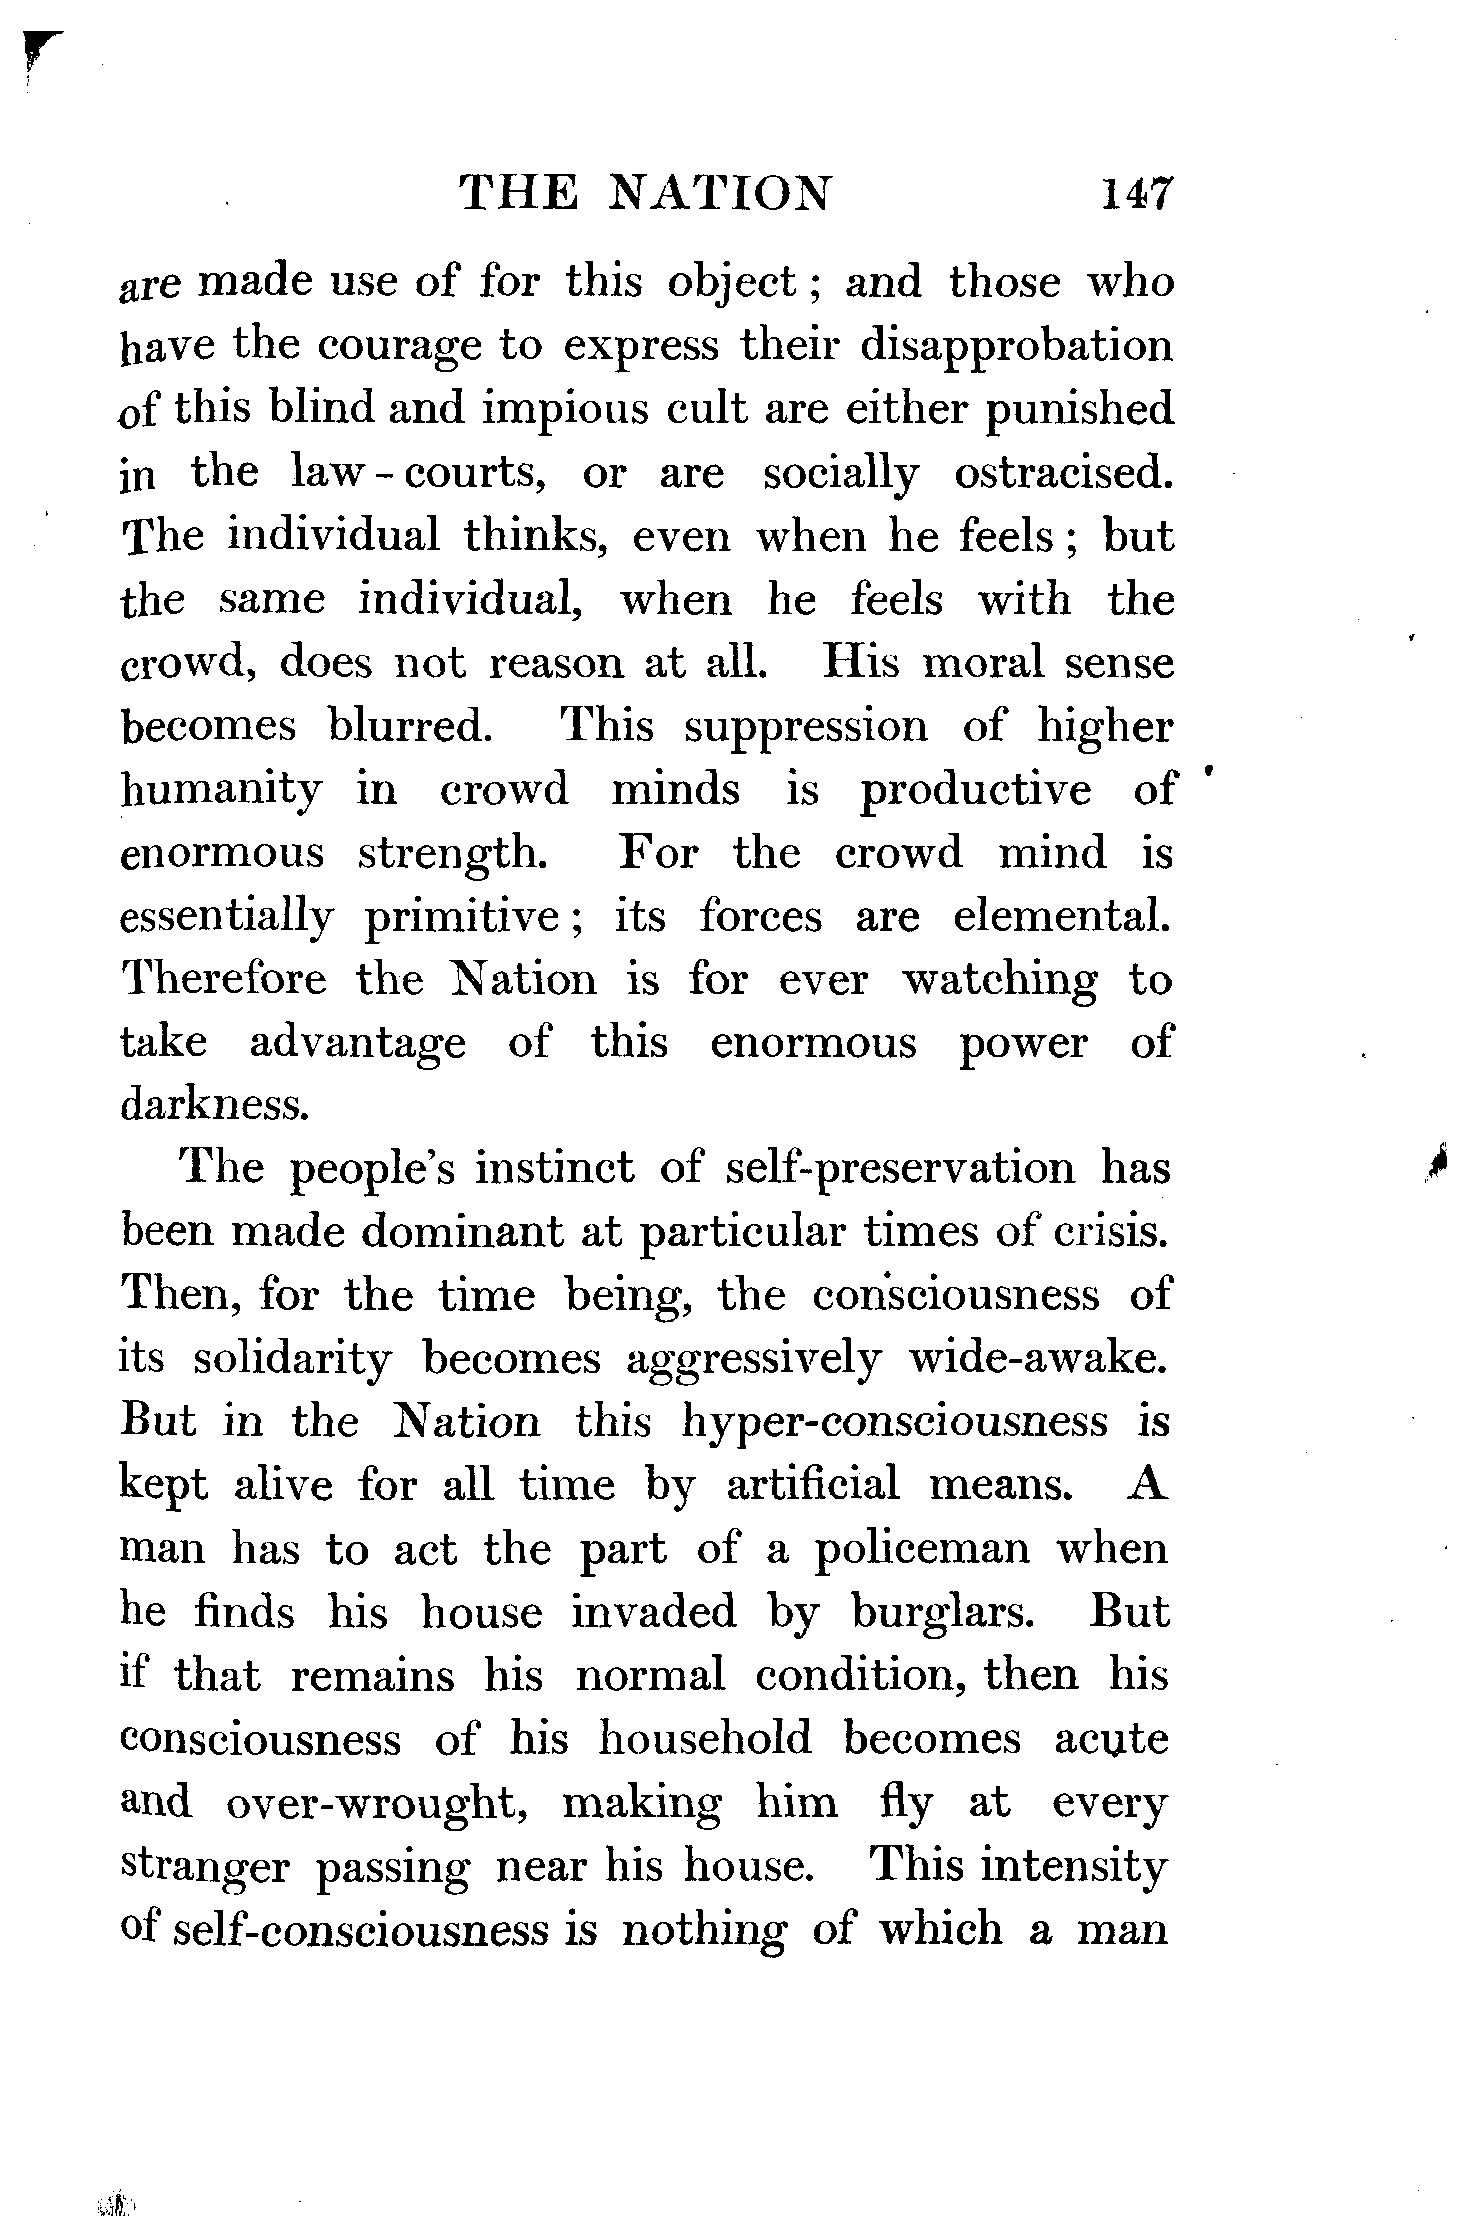 THE NATION 147
are made use of for this object ; and those who
have the courage to express their disapprobation
of this blind and impious cult are either punished
in the law-courts, or are socially ostracised.
The individual thinks, even when he feels ; but
the same individual, when he feels with the
crowd, does not reason at all. His moral sense
becomes blurred. This suppression of higher
humanity in crowd minds is productive of
enormous strength. For the crowd mind is
essentially primitive ; its forces are elemental.
Therefore the Nation is for ever watching to
take advantage of this enormous power of
darkness.
The people's instinct of self-preservation has
been made dominant at particular times of crisis.
Then, for the time being, the consciousness of
its solidarity becomes aggressively wide-awake.
But in the Nation this hyper-consciousness is
kept alive for all time by artificial means. A
man has to act the part of a policeman when
he finds his house invaded by burglars. But
if that remains his normal condition, then his
consciousness of his household becomes acute
and over-wrought, making him fly at every
stranger passing near his house. This intensity
of self-consciousness is nothing of which a man